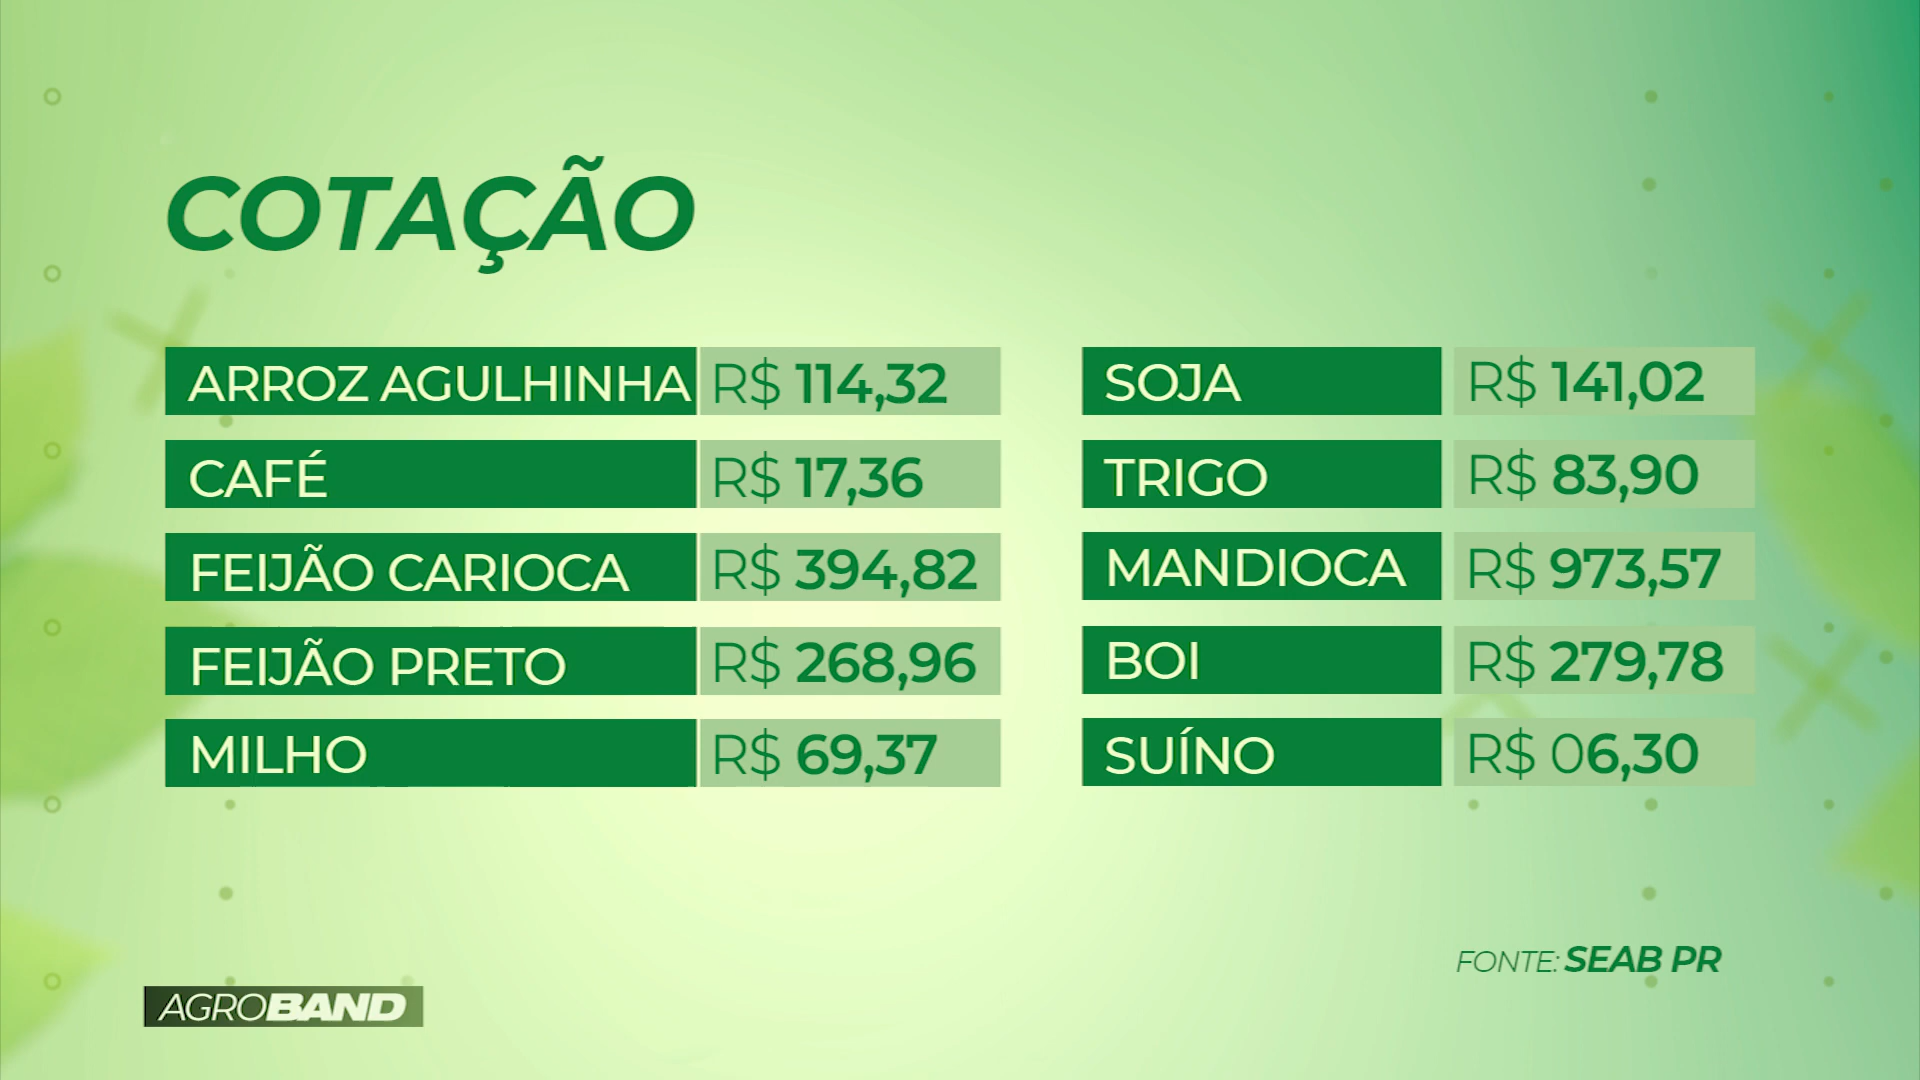 COTAÇÃO
ARROZ AGULHINHA R$ 114,32
CAFÉ R$ 17,36
FEIJÃO CARIOCA R$ 394,82
FEIJÃO PRETO R$ 268,96
MILHO R$ 69,37
SOJA R$ 141,02
TRIGO R$ 83,90
MANDIOCA R$ 973,57
BOI R$ 279,78
SUÍNO R$ 06,30
FONTE: SEAB PR
AGROBAND